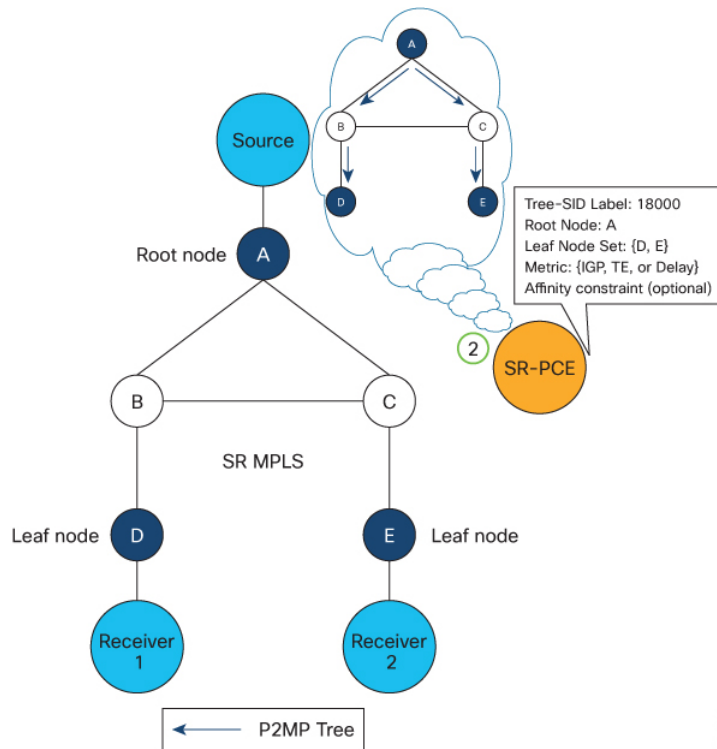 A
B
C
D
E
Source
Tree-SID Label: 18000
Root Node: A
Leaf Node Set: {D, E}
Metric: {IGP, TE, or Delay}
Affinity constraint (optional)
Root node
A
2
SR-PCE
B
C
SR MPLS
Leaf node
D
E
Leaf node
Receiver
1
Receiver
2
P2MP Tree